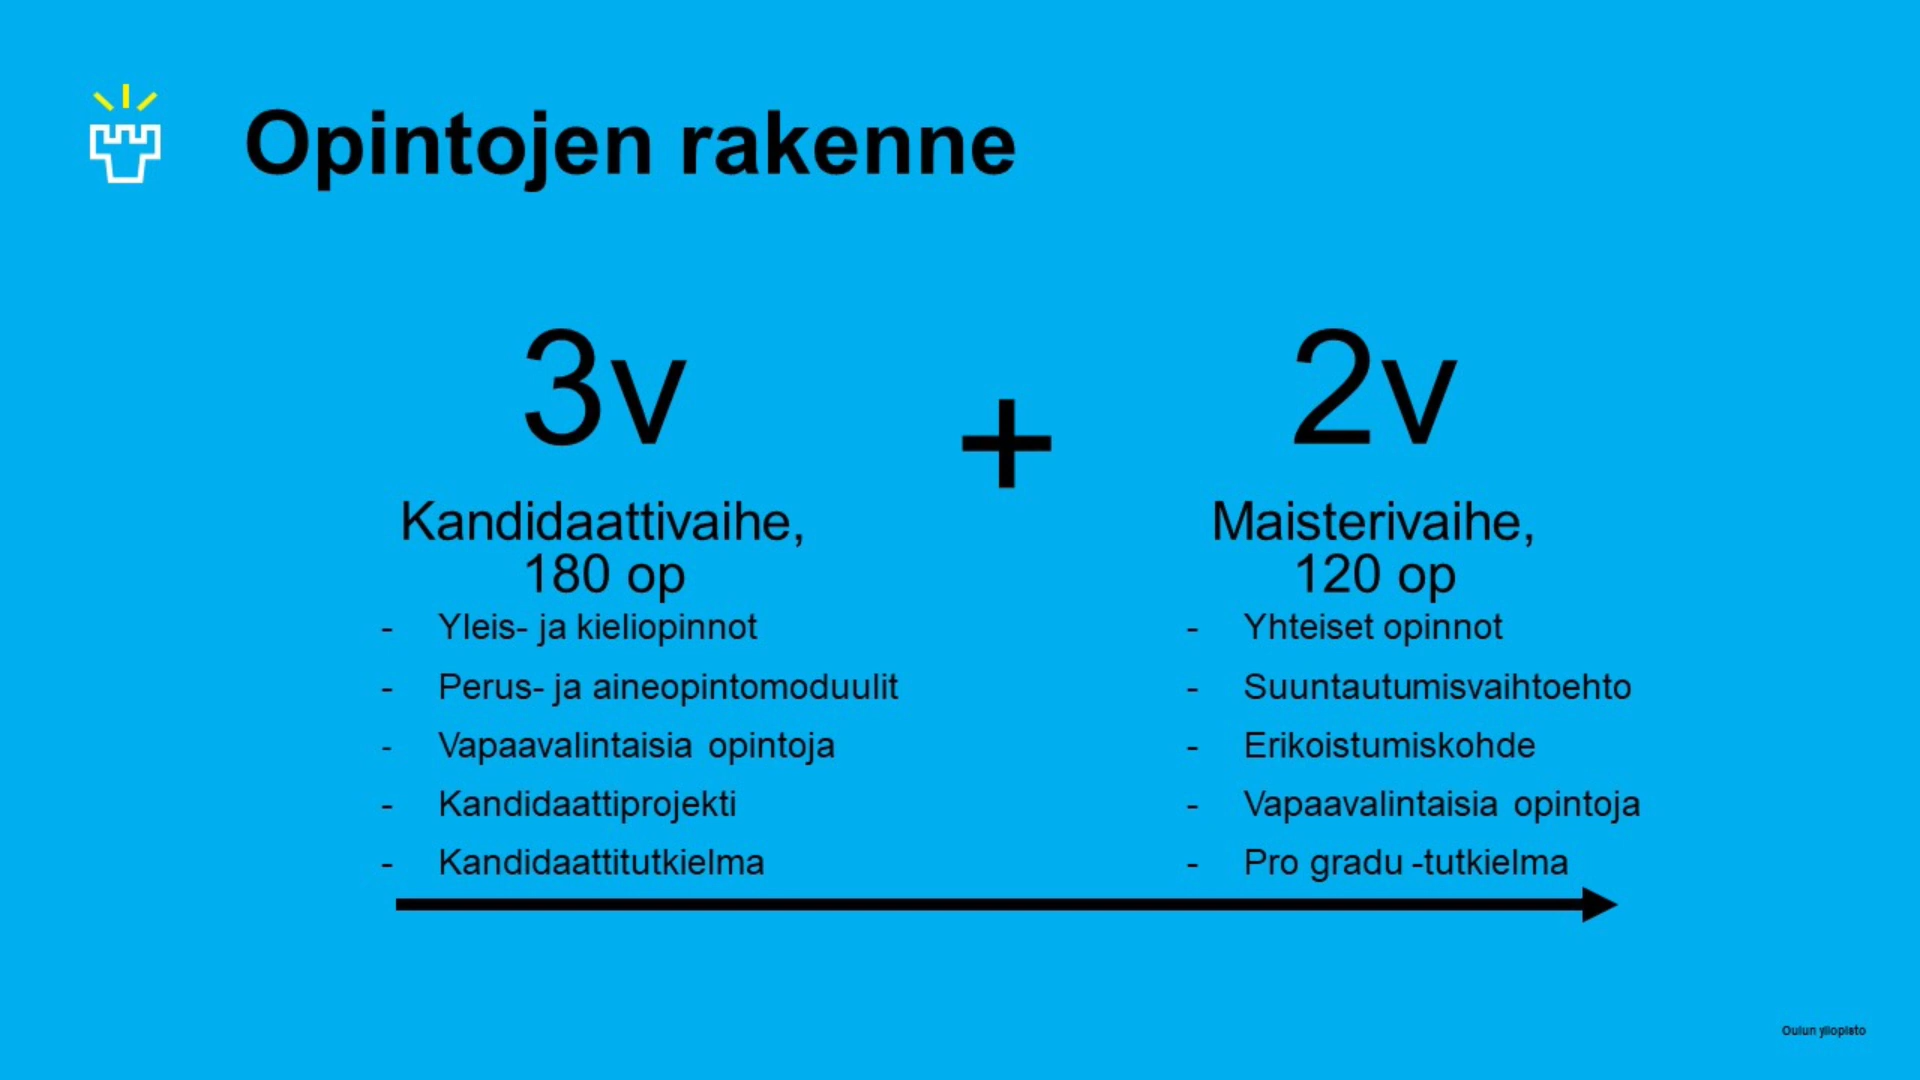 Opintojen rakenne
3v
+
2v
Kandidaattivaihe,
180 op
- Yleis- ja kieliopinnot
- Perus- ja aineopintomoduulit
- Vapaavalintaisia opintoja
- Kandidaattiprojekti
- Kandidaattitutkielma
Maisterivaihe,
120 op
- Yhteiset opinnot
- Suuntautumisvaihtoehto
- Erikoistumiskohde
- Vapaavalintaisia opintoja
- Pro gradu -tutkielma
Oulun yliopisto